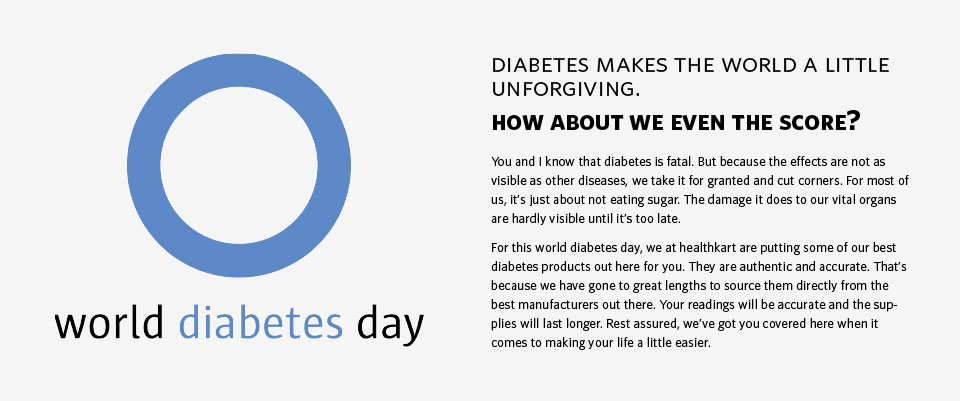 world diabetes day
DIABETES MAKES THE WORLD A LITTLE
UNFORGIVING.
HOW ABOUT WE EVEN THE SCORE?
You and I know that diabetes is fatal. But because the effects are not as
visible as other diseases, we take it for granted and cut corners. For most of
us, it's just about not eating sugar. The damage it does to our vital organs
are hardly visible until it's too late.
For this world diabetes day, we at healthkart are putting some of our best
diabetes products out here for you. They are authentic and accurate. That's
because we have gone to great lengths to source them directly from the
best manufacturers out there. Your readings will be accurate and the sup-
plies will last longer. Rest assured, we've got you covered here when it
comes to making your life a little easier.